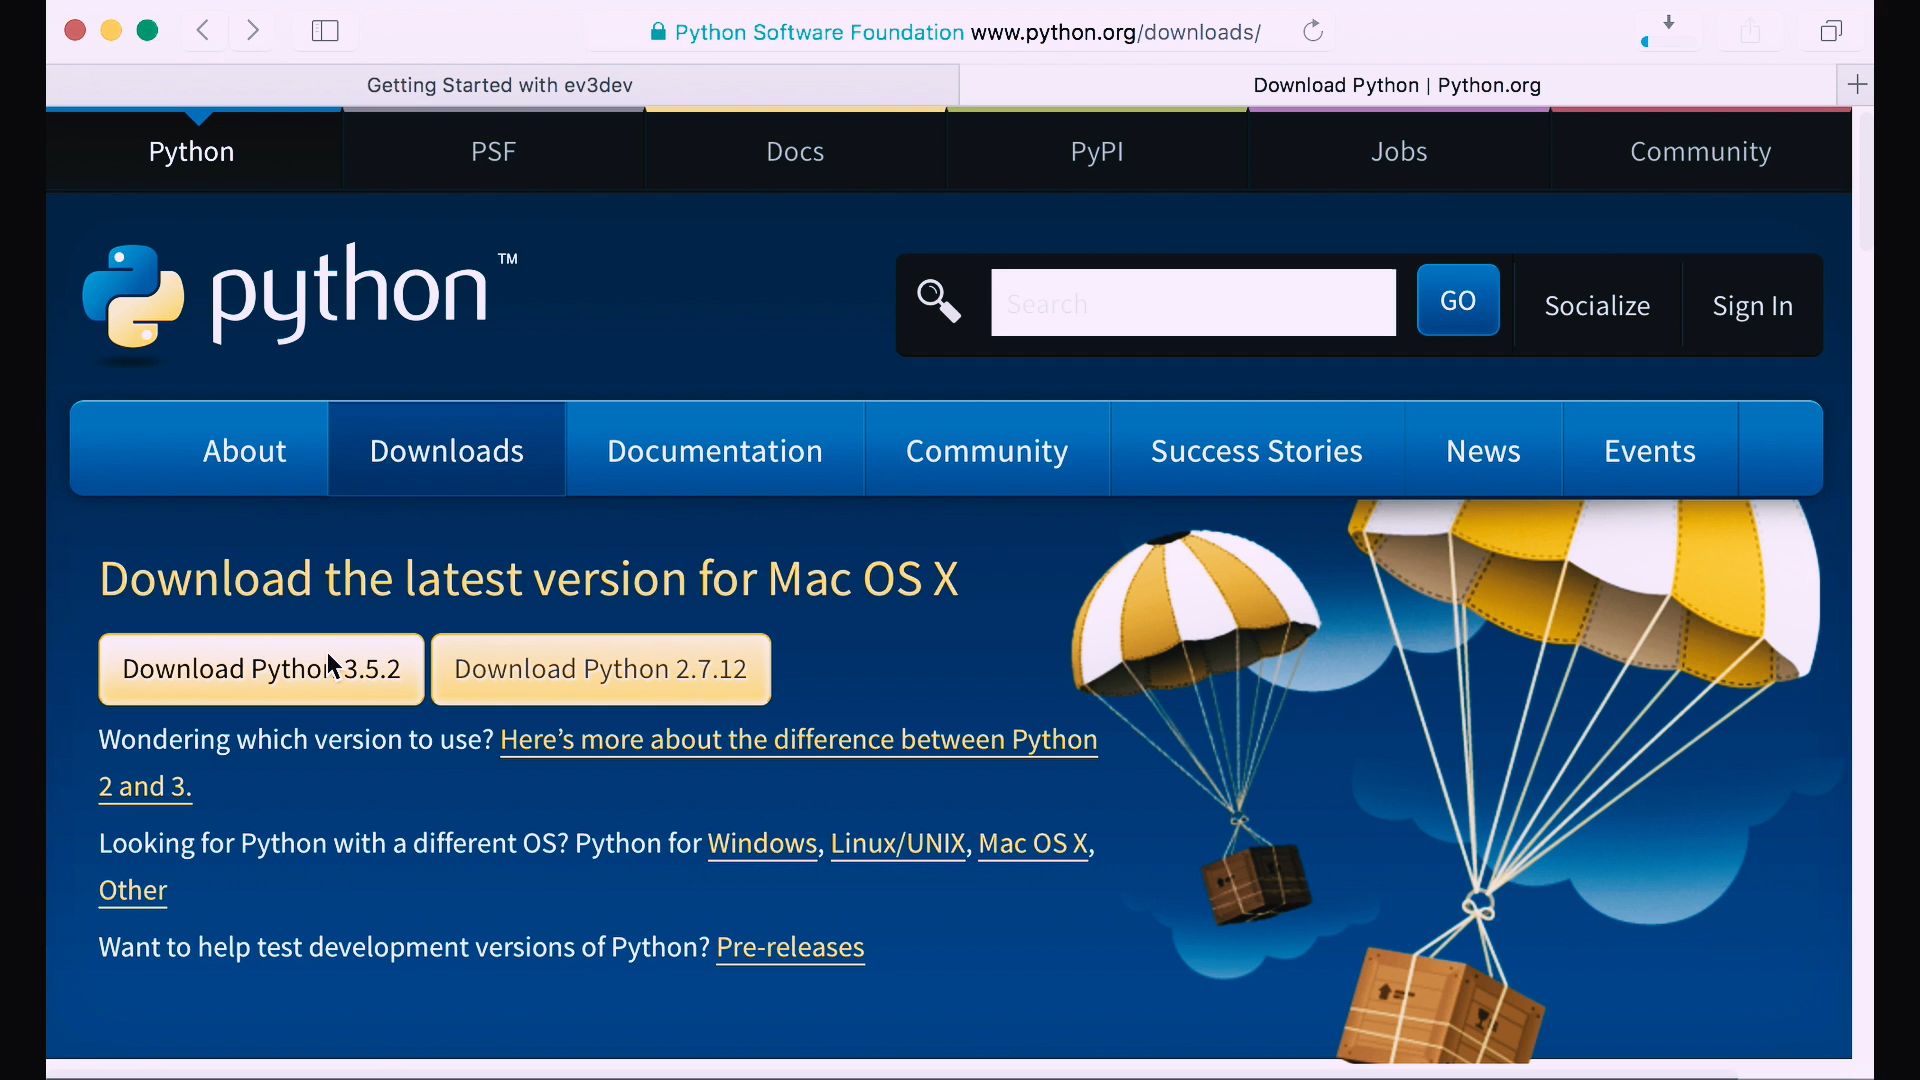 Python Software Foundation www.python.org/downloads/
Getting Started with ev3dev
Download Python | Python.org
Python PSF Docs PyPI Jobs Community
python™
Search
GO
Socialize
Sign In
About Downloads Documentation Community Success Stories News Events
Download the latest version for Mac OS X
Download Python 3.5.2
Download Python 2.7.12
Wondering which version to use? Here’s more about the difference between Python
2 and 3.
Looking for Python with a different OS? Python for Windows, Linux/UNIX, Mac OS X,
Other
Want to help test development versions of Python? Pre-releases